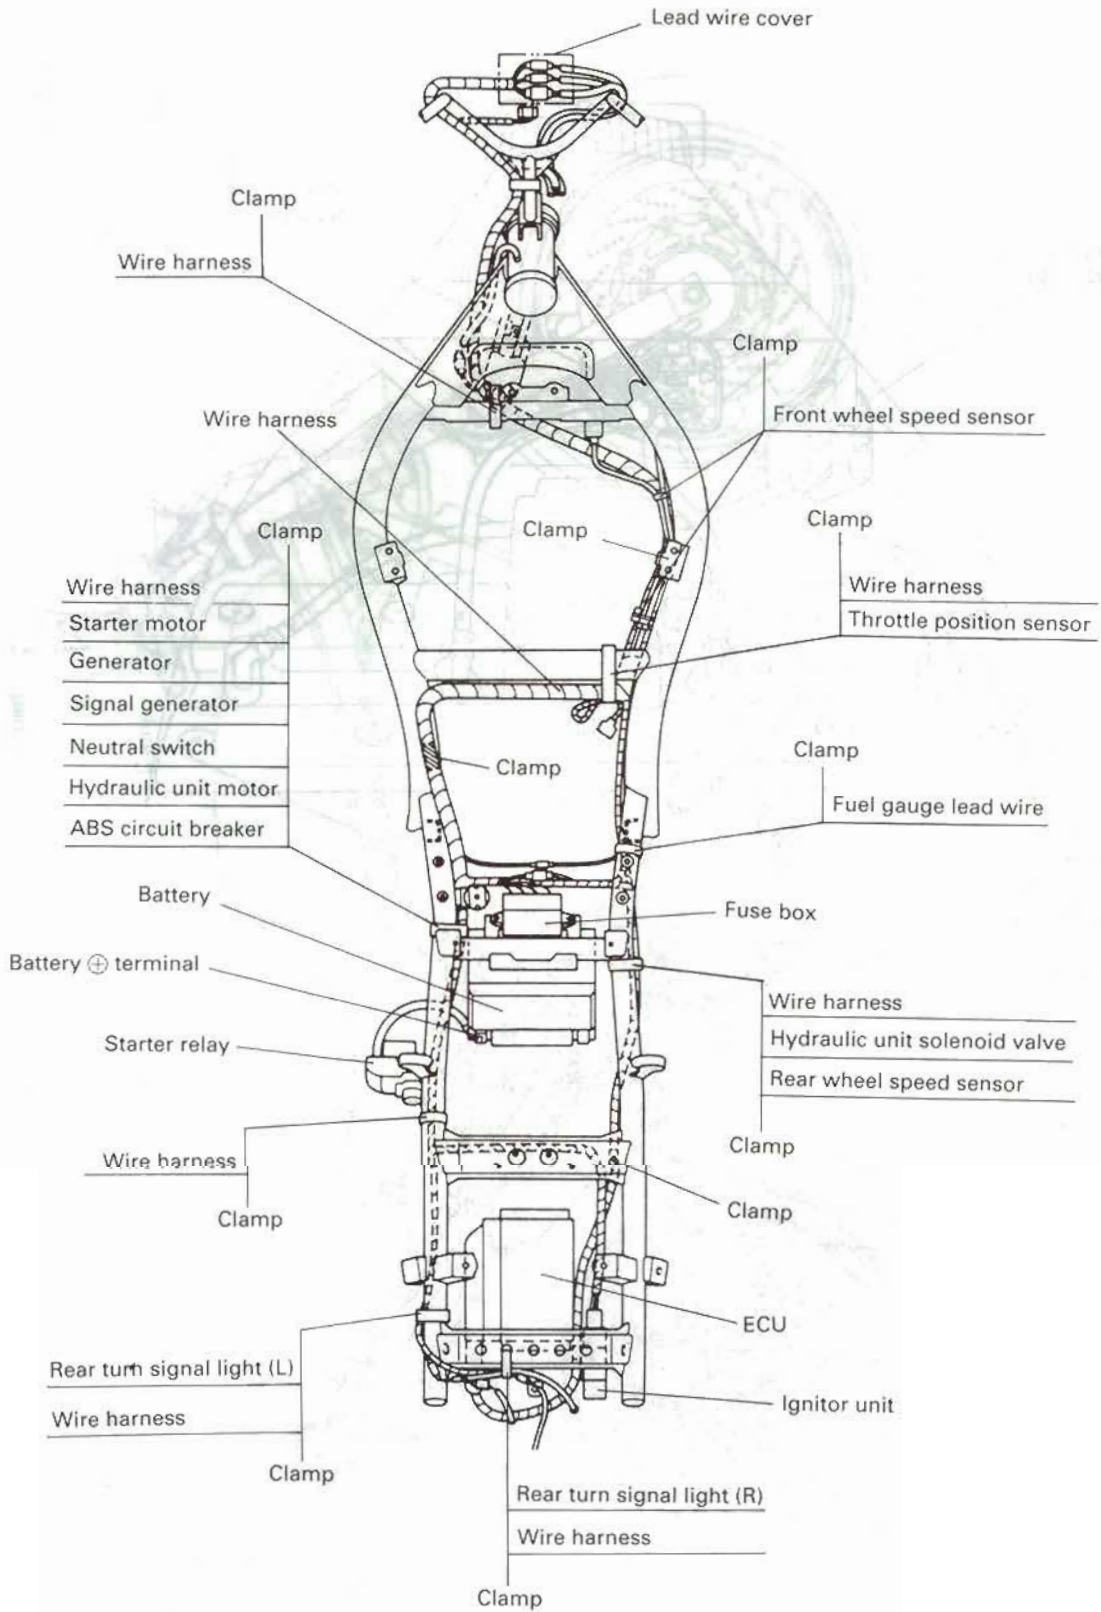 Lead wire cover
Clamp
Wire harness
Clamp
Front wheel speed sensor
Wire harness
Clamp
Clamp
Wire harness
Throttle position sensor
Clamp
Wire harness
Starter motor
Generator
Signal generator
Neutral switch
Hydraulic unit motor
ABS circuit breaker
Clamp
Clamp
Fuel gauge lead wire
Battery
Fuse box
Battery ⊕ terminal
Starter relay
Wire harness
Hydraulic unit solenoid valve
Rear wheel speed sensor
Clamp
Wire harness
Clamp
Clamp
ECU
Rear turn signal light (L)
Wire harness
Clamp
Ignitor unit
Rear turn signal light (R)
Wire harness
Clamp